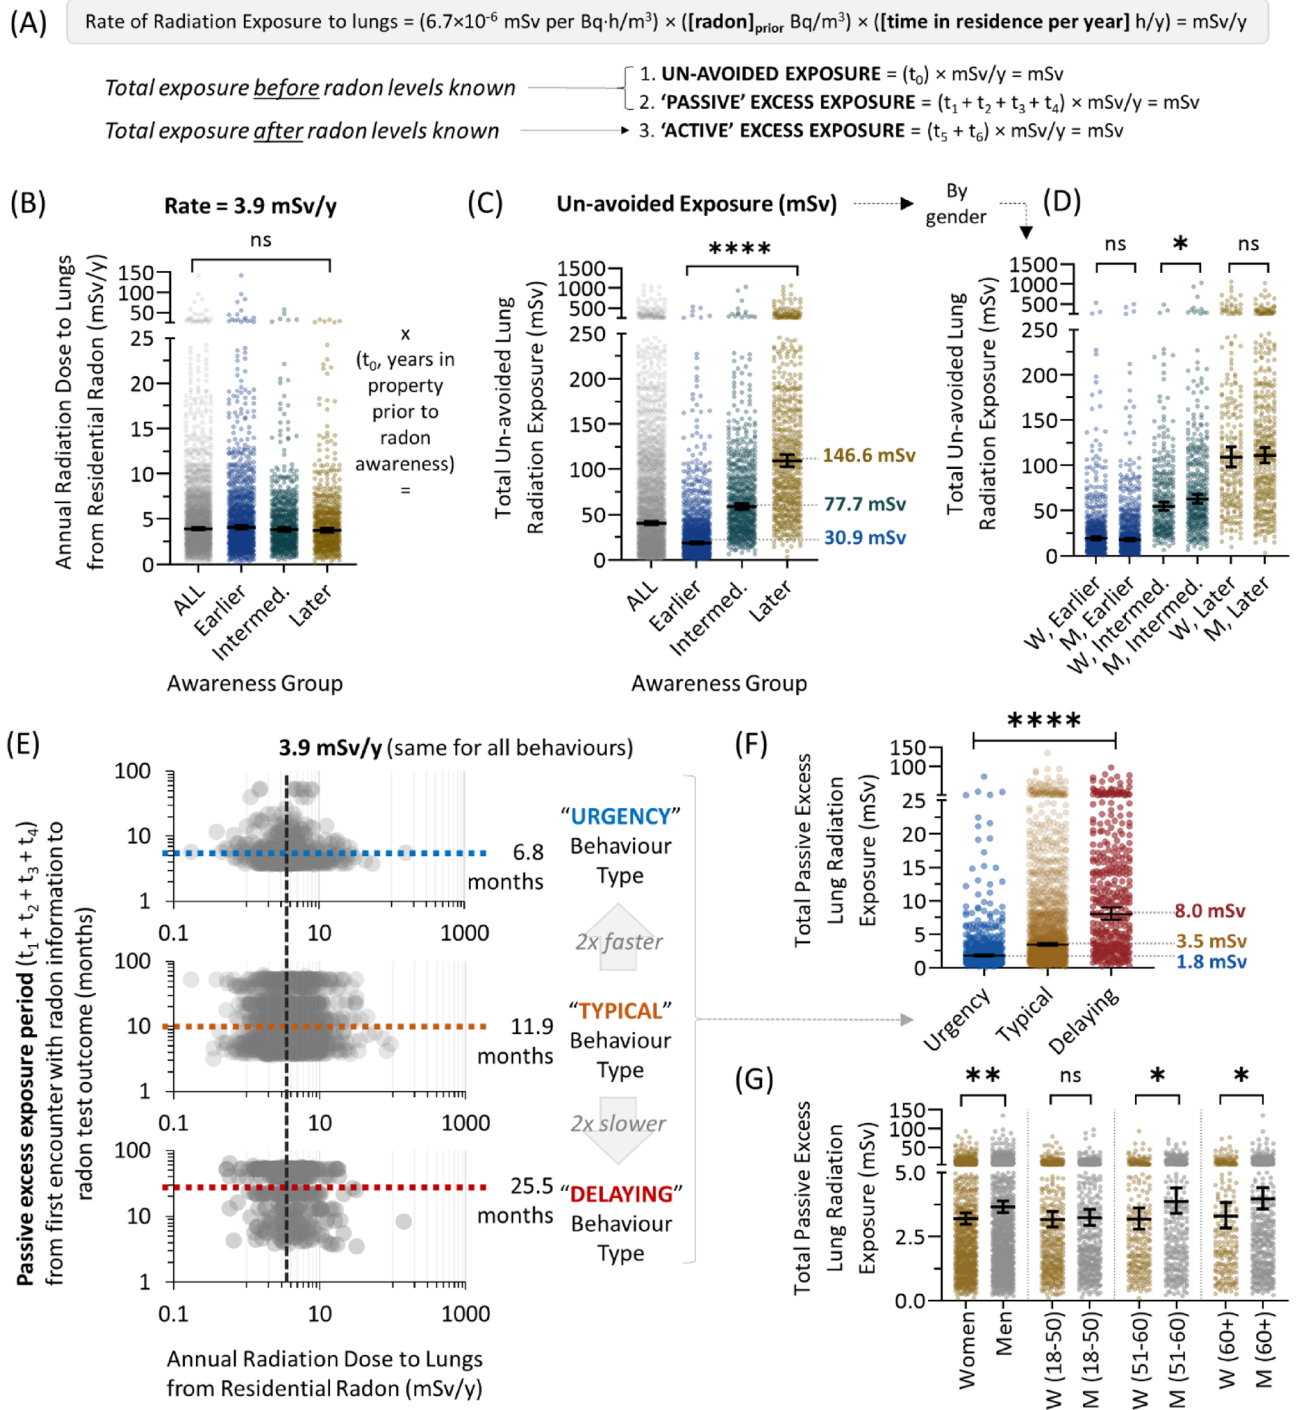 (A)
Rate of Radiation Exposure to lungs = (6.7×10⁻⁶ mSv per Bq·h/m³) × ([radon]prior Bq/m³) × ([time in residence per year] h/y) = mSv/y
Total exposure before radon levels known
1. UN-AVOIDED EXPOSURE = (t₀) × mSv/y = mSv
2. ‘PASSIVE’ EXCESS EXPOSURE = (t₁ + t₂ + t₃ + t₄) × mSv/y = mSv
Total exposure after radon levels known
3. ‘ACTIVE’ EXCESS EXPOSURE = (t₅ + t₆) × mSv/y = mSv
(B)
Rate = 3.9 mSv/y
ns
Annual Radiation Dose to Lungs
from Residential Radon (mSv/y)
150
100
50
25
20
15
10
5
0
ALL
Earlier
Intermed.
Later
Awareness Group
x
(t₀, years in
property
prior to
radon
awareness)
=
(C)
Un-avoided Exposure (mSv)
****
Total Un-avoided Lung
Radiation Exposure (mSv)
1500
1000
500
250
200
150
100
50
0
146.6 mSv
77.7 mSv
30.9 mSv
ALL
Earlier
Intermed.
Later
Awareness Group
By
gender
(D)
ns
*
ns
Total Un-avoided Lung
Radiation Exposure (mSv)
1500
1000
500
250
200
150
100
50
0
W, Earlier
M, Earlier
W, Intermed.
M, Intermed.
W, Later
M, Later
(E)
3.9 mSv/y (same for all behaviours)
Passive excess exposure period (t₁ + t₂ + t₃ + t₄)
from first encounter with radon information to
radon test outcome (months)
100
10
1
0.1
10
1000
6.8
months
“URGENCY”
Behaviour
Type
2x faster
100
10
1
0.1
10
1000
11.9
months
“TYPICAL”
Behaviour
Type
2x slower
100
10
1
0.1
10
1000
25.5
months
“DELAYING”
Behaviour
Type
Annual Radiation Dose to Lungs
from Residential Radon (mSv/y)
(F)
****
Total Passive Excess
Lung Radiation
Exposure (mSv)
150
100
25
20
15
10
5
0
8.0 mSv
3.5 mSv
1.8 mSv
Urgency
Typical
Delaying
(G)
**
ns
*
*
Total Passive Excess
Lung Radiation
Exposure (mSv)
150
100
50
5.0
2.5
0.0
Women
Men
W (18-50)
M (18-50)
W (51-60)
M (51-60)
W (60+)
M (60+)